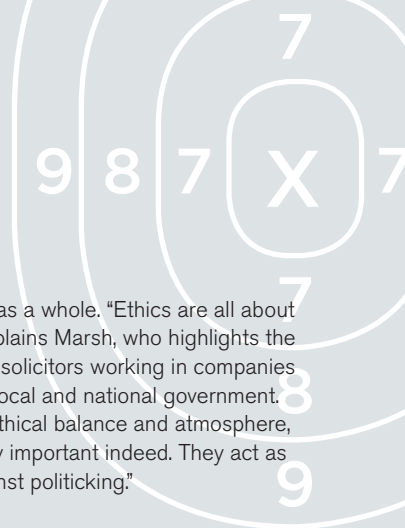 7
9 8 7 X 7
7
as a whole. “Ethics are all about
plains Marsh, who highlights the
solicitors working in companies
ocal and national government.
8
thical balance and atmosphere,
y important indeed. They act as
nst politicking.”
9